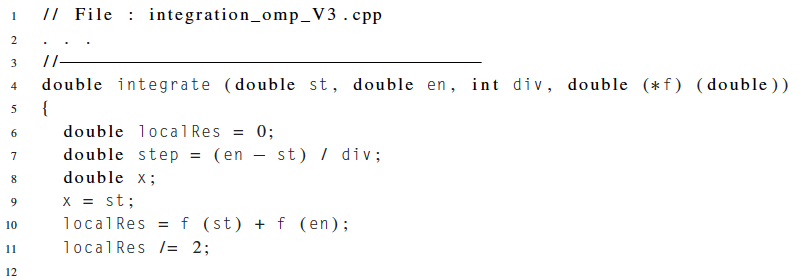 1 // File : integration_omp_V3.cpp
2 . . .
3 //————————————————————
4 double integrate (double st, double en, int div, double (*f) (double))
5 {
6 double localRes = 0;
7 double step = (en − st) / div;
8 double x;
9 x = st;
10 localRes = f (st) + f (en);
11 localRes /= 2;
12